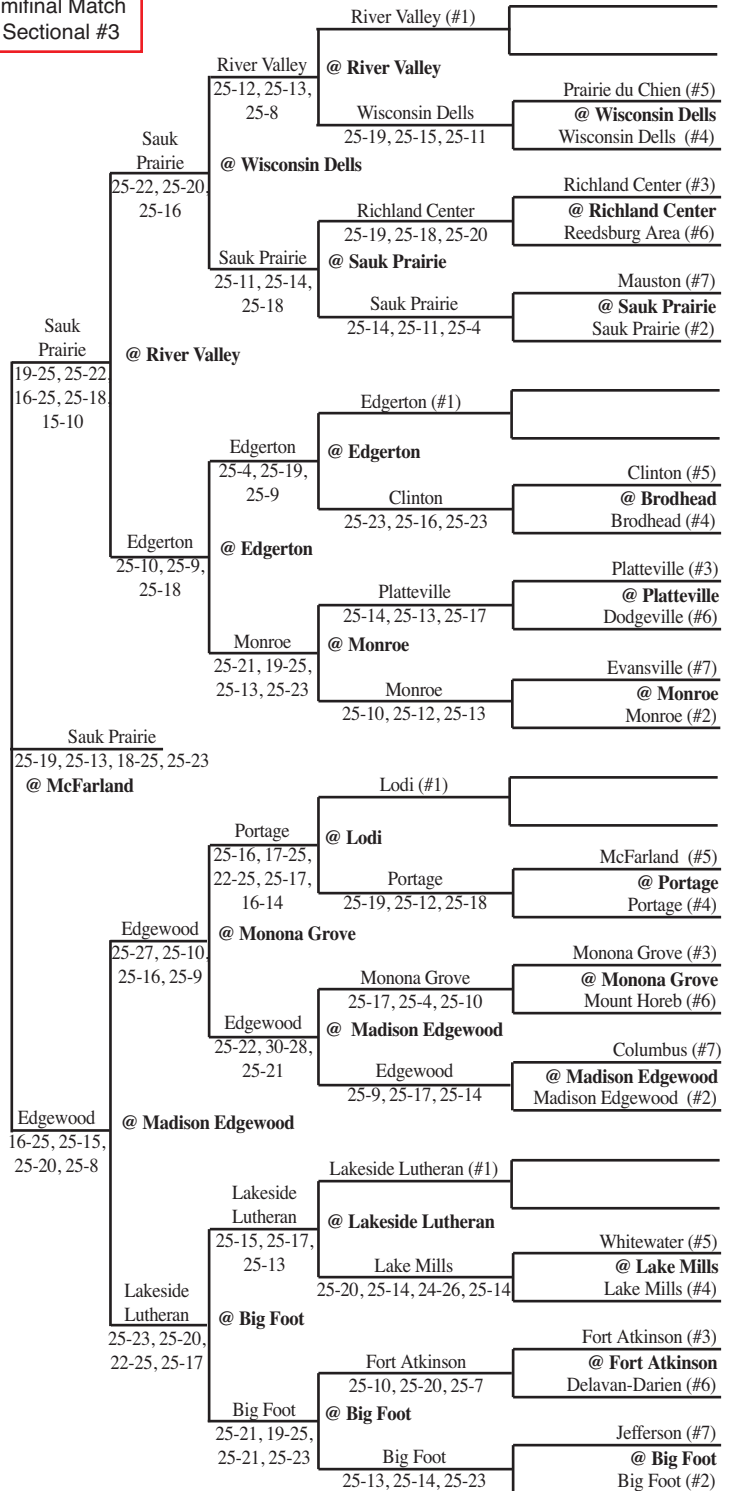 mifinal Match
Sectional #3
River Valley (#1)
River Valley
@ River Valley
25-12, 25-13,
25-8
Prairie du Chien (#5)
Wisconsin Dells
@ Wisconsin Dells
25-19, 25-15, 25-11
Wisconsin Dells (#4)
Sauk
Prairie
@ Wisconsin Dells
25-22, 25-20,
25-16
Richland Center (#3)
Richland Center
@ Richland Center
25-19, 25-18, 25-20
Reedsburg Area (#6)
Sauk Prairie
@ Sauk Prairie
25-11, 25-14,
25-18
Mauston (#7)
Sauk Prairie
@ Sauk Prairie
25-14, 25-11, 25-4
Sauk Prairie (#2)
Sauk
Prairie
@ River Valley
19-25, 25-22,
16-25, 25-18,
15-10
Edgerton (#1)
Edgerton
@ Edgerton
25-4, 25-19,
25-9
Clinton (#5)
Clinton
@ Brodhead
25-23, 25-16, 25-23
Brodhead (#4)
Edgerton
@ Edgerton
25-10, 25-9,
25-18
Platteville (#3)
Platteville
@ Platteville
25-14, 25-13, 25-17
Dodgeville (#6)
Monroe
@ Monroe
25-21, 19-25,
25-13, 25-23
Evansville (#7)
Monroe
@ Monroe
25-10, 25-12, 25-13
Monroe (#2)
Sauk Prairie
25-19, 25-13, 18-25, 25-23
@ McFarland
Lodi (#1)
Portage
@ Lodi
25-16, 17-25,
22-25, 25-17,
16-14
McFarland (#5)
Portage
@ Portage
25-19, 25-12, 25-18
Portage (#4)
Edgewood
@ Monona Grove
25-27, 25-10,
25-16, 25-9
Monona Grove (#3)
Monona Grove
@ Monona Grove
25-17, 25-4, 25-10
Mount Horeb (#6)
Edgewood
@ Madison Edgewood
25-22, 30-28,
25-21
Columbus (#7)
Edgewood
@ Madison Edgewood
25-9, 25-17, 25-14
Madison Edgewood (#2)
Edgewood
@ Madison Edgewood
16-25, 25-15,
25-20, 25-8
Lakeside Lutheran (#1)
Lakeside
Lutheran
@ Lakeside Lutheran
25-15, 25-17,
25-13
Whitewater (#5)
Lake Mills
@ Lake Mills
25-20, 25-14, 24-26, 25-14
Lake Mills (#4)
Lakeside
Lutheran
@ Big Foot
25-23, 25-20,
22-25, 25-17
Fort Atkinson (#3)
Fort Atkinson
@ Fort Atkinson
25-10, 25-20, 25-7
Delavan-Darien (#6)
Big Foot
@ Big Foot
25-21, 19-25,
25-21, 25-23
Jefferson (#7)
Big Foot
@ Big Foot
25-13, 25-14, 25-23
Big Foot (#2)